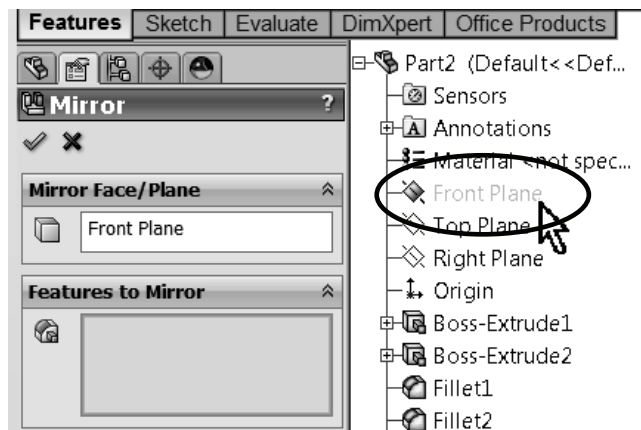 Features Sketch Evaluate DimXpert Office Products
Mirror ?
Mirror Face/Plane
Front Plane
Features to Mirror
Part2 (Default<<Def...
Sensors
A Annotations
Material <not spec...
Front Plane
Top Plane
Right Plane
Origin
Boss-Extrude1
Boss-Extrude2
Fillet1
Fillet2